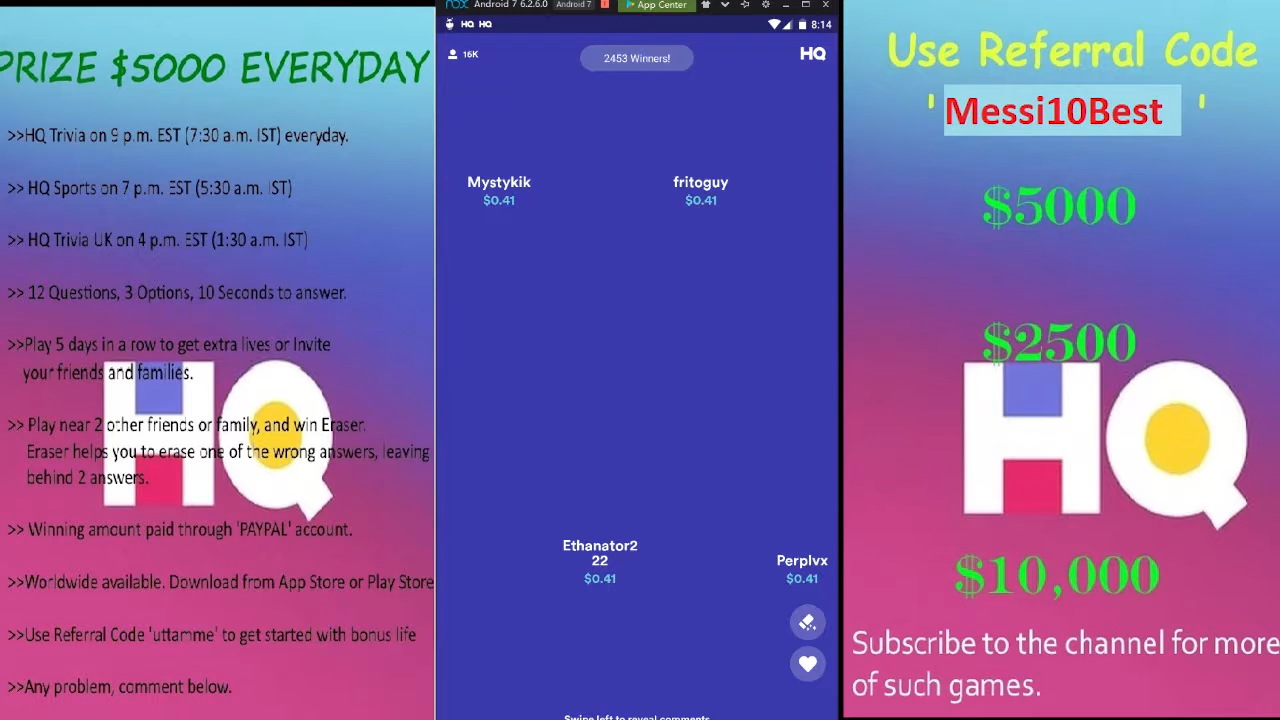 PRIZE $5000 EVERYDAY
>>HQ Trivia on 9 p.m. EST (7:30 a.m. IST) everyday.
>> HQ Sports on 7 p.m. EST (5:30 a.m. IST)
>> HQ Trivia UK on 4 p.m. EST (1:30 a.m. IST)
>> 12 Questions, 3 Options, 10 Seconds to answer.
>>Play 5 days in a row to get extra lives or Invite
your friends and families.
>> Play near 2 other friends or family, and win Eraser.
Eraser helps you to erase one of the wrong answers, leaving
behind 2 answers.
>> Winning amount paid through 'PAYPAL' account.
>>Worldwide available. Download from App Store or Play Store
>>Use Referral Code 'uttamme' to get started with bonus life
>>Any problem, comment below.
HQ
nox Android 7 6.2.6.0 Android 7 ! App Center
HQ HQ 8:14
16K 2453 Winners! HQ
Mystykik fritoguy
$0.41 $0.41
Ethanator2
22 Perplvx
$0.41 $0.41
Swipe left to reveal comments
Use Referral Code
' Messi10Best '
$5000
$2500
HQ
$10,000
Subscribe to the channel for more
of such games.